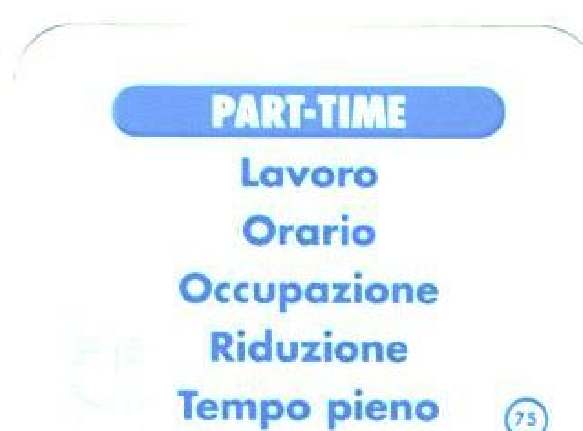 PART-TIME
Lavoro
Orario
Occupazione
Riduzione
Tempo pieno
75